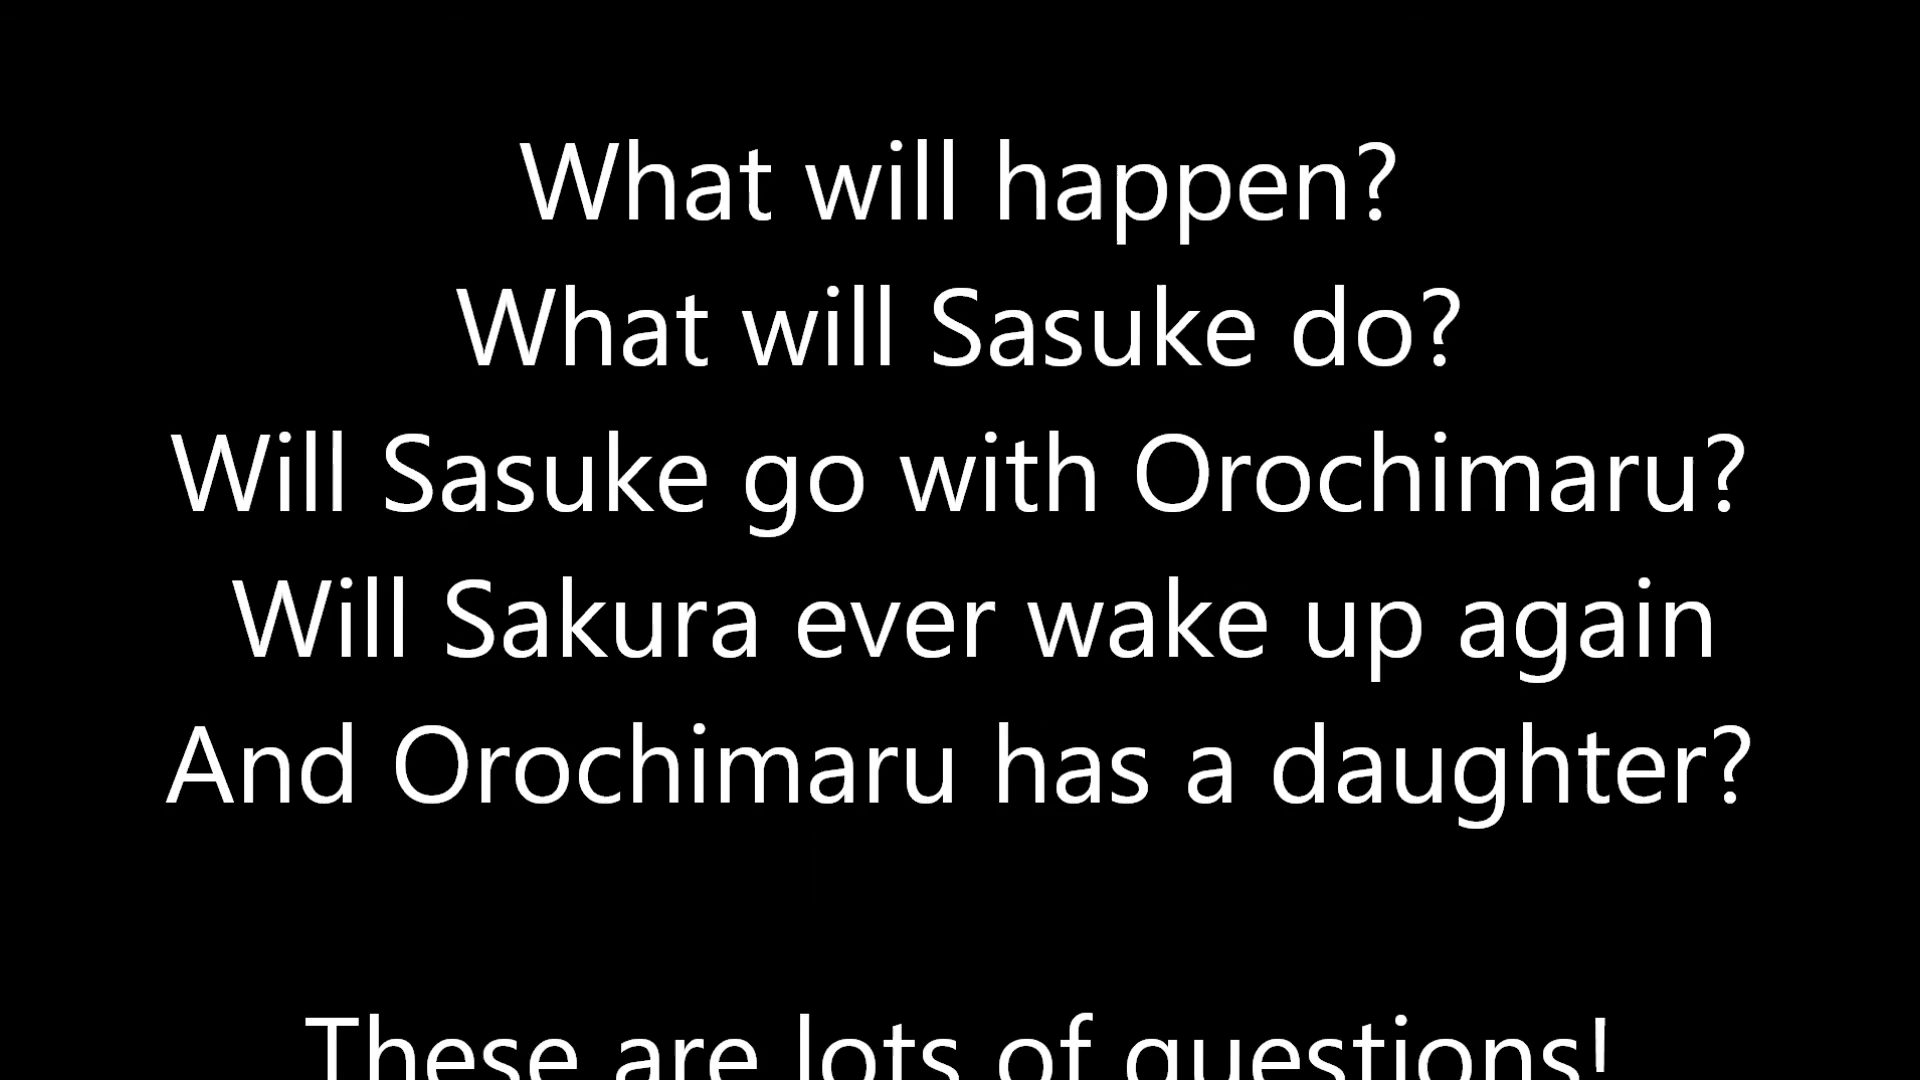 What will happen?
What will Sasuke do?
Will Sasuke go with Orochimaru?
Will Sakura ever wake up again
And Orochimaru has a daughter?
These are lots of questions!